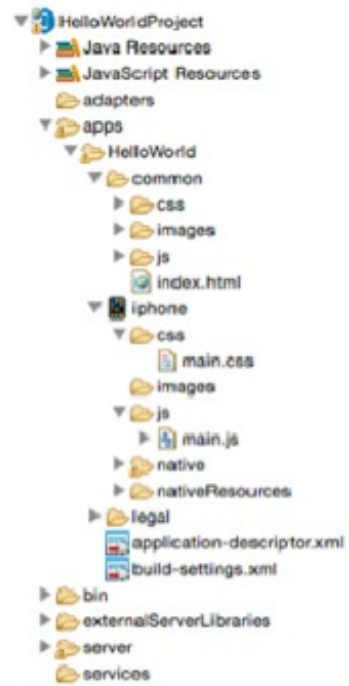 HelloWorldProject
Java Resources
JavaScript Resources
adapters
apps
HelloWorld
common
css
images
js
index.html
iphone
css
main.css
images
js
main.js
native
nativeResources
legal
application-descriptor.xml
build-settings.xml
bin
externalServerLibraries
server
services